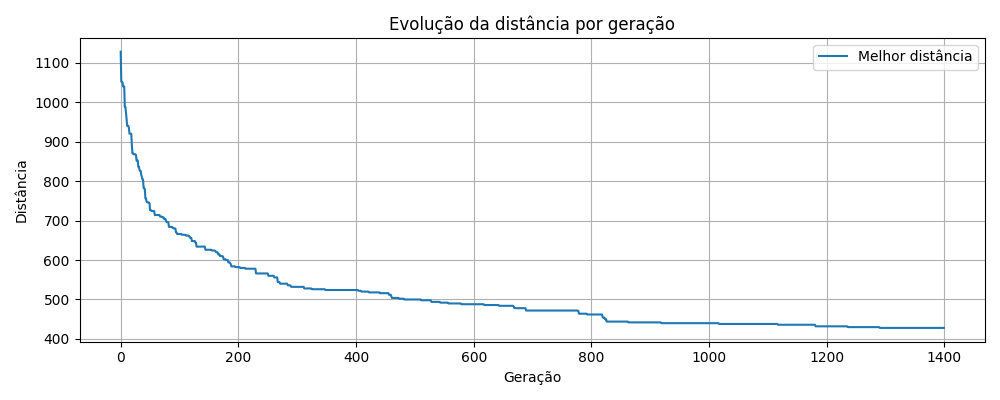 Evolução da distância por geração
Melhor distância
Distância
1100
1000
900
800
700
600
500
400
0 200 400 600 800 1000 1200 1400
Geração